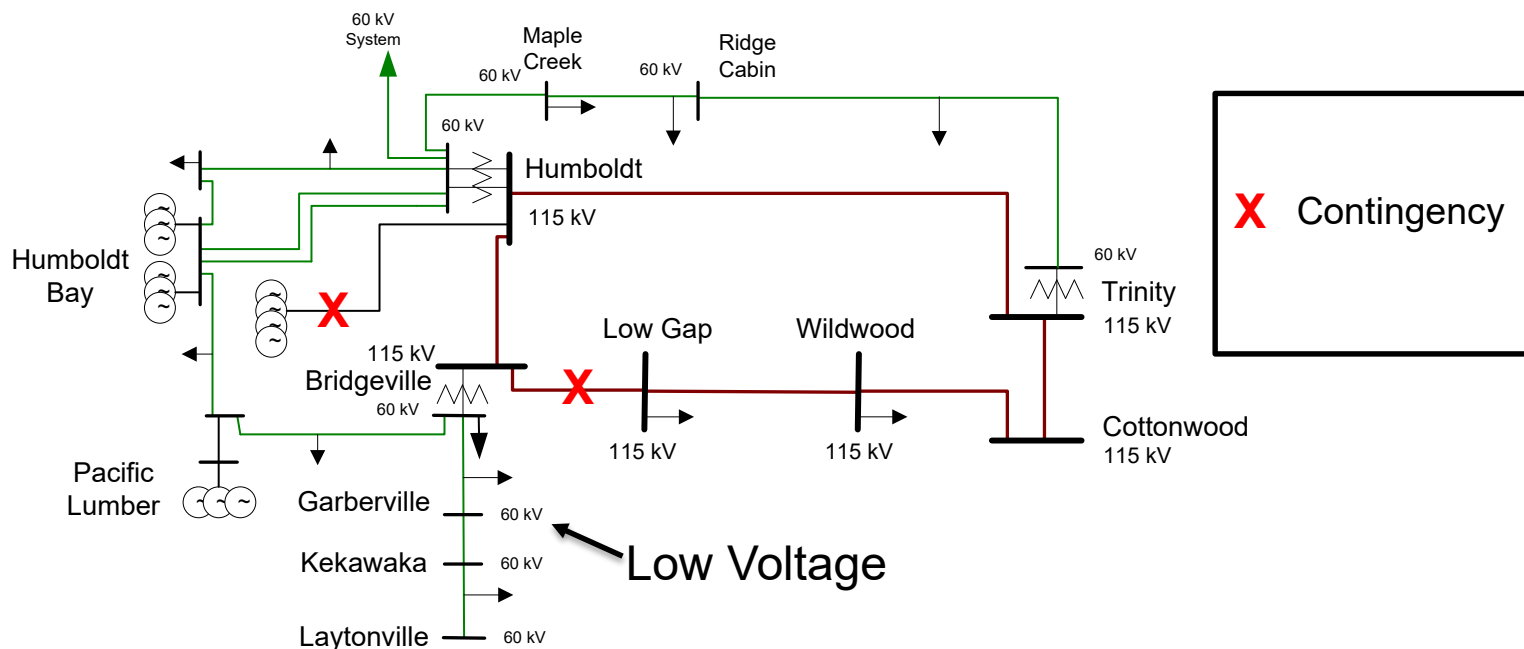 60 kV
System
Maple
Creek
Ridge
Cabin
60 kV
60 kV
60 kV
Humboldt
115 kV
X Contingency
Humboldt
Bay
60 kV
Trinity
115 kV
X
Low Gap
Wildwood
115 kV
Bridgeville
X
60 kV
115 kV
115 kV
Cottonwood
115 kV
Pacific
Lumber
Garberville
60 kV
Low Voltage
Kekawaka
60 kV
Laytonville
60 kV
~
~
~
~
~
~
~
~
~
~
~
~
~